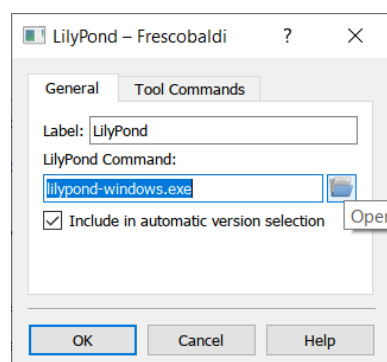 LilyPond – Frescobaldi ? ×
General Tool Commands
Label: LilyPond
LilyPond Command:
lilypond-windows.exe
Include in automatic version selection
OK Cancel Help